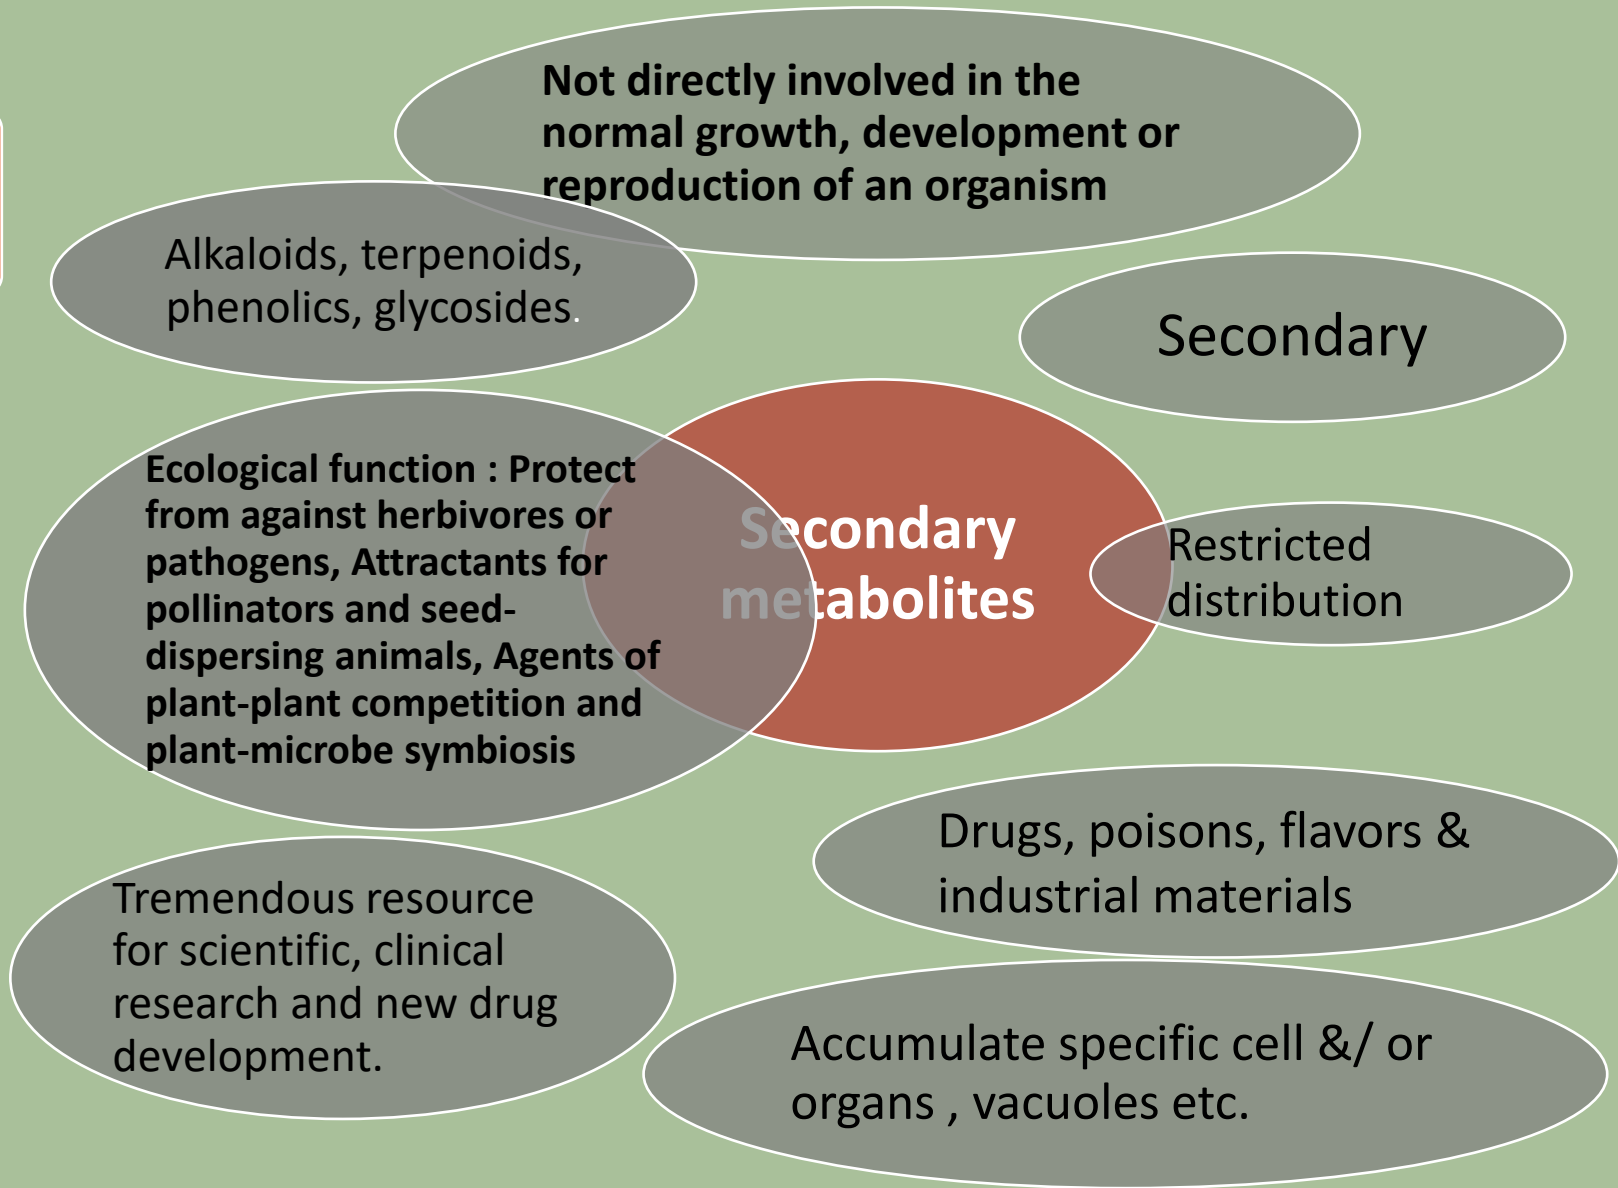 Not directly involved in the
normal growth, development or
reproduction of an organism
Alkaloids, terpenoids,
phenolics, glycosides.
Secondary
Ecological function : Protect
from against herbivores or
pathogens, Attractants for
pollinators and seed-
dispersing animals, Agents of
plant-plant competition and
plant-microbe symbiosis
Secondary
metabolites
Restricted
distribution
Drugs, poisons, flavors &
industrial materials
Tremendous resource
for scientific, clinical
research and new drug
development.
Accumulate specific cell &/ or
organs , vacuoles etc.